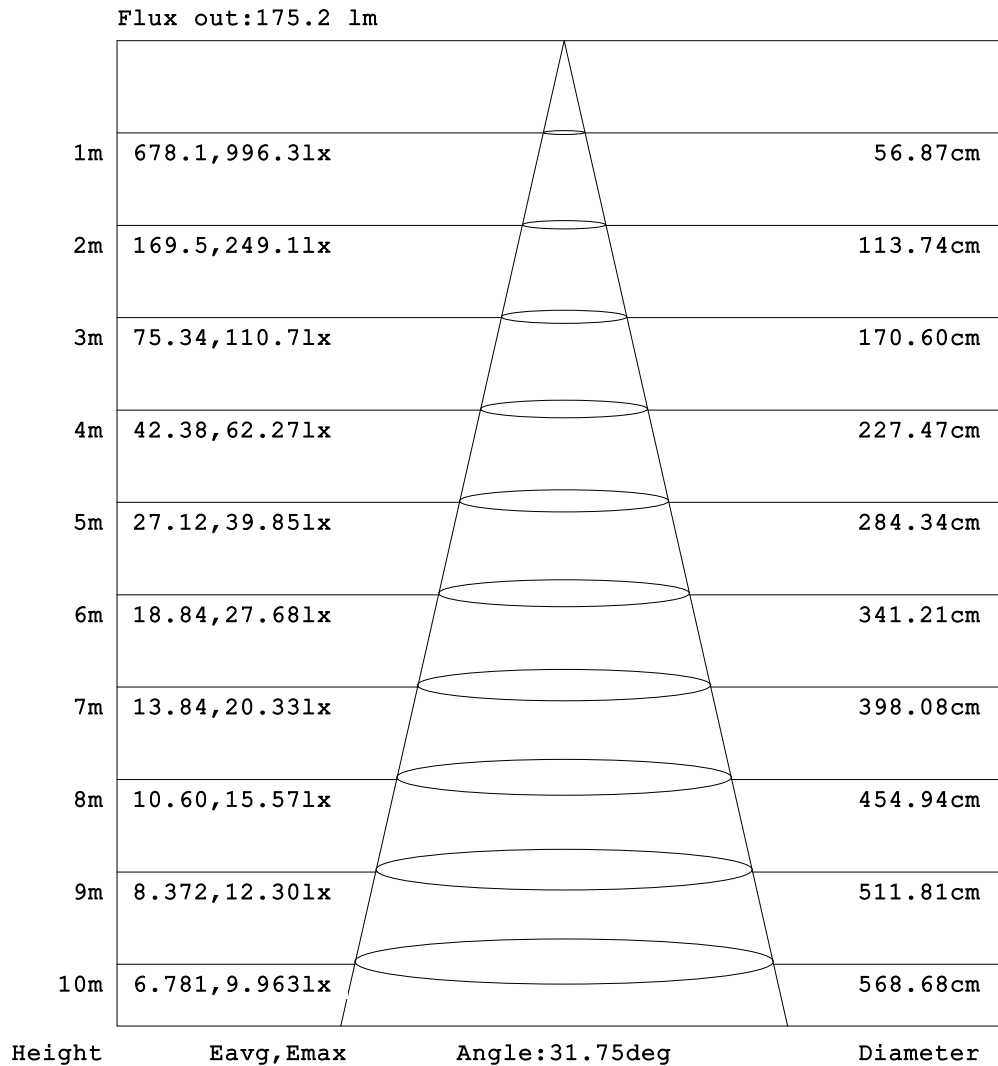 Flux out:175.2 lm
1m 678.1,996.3lx 56.87cm
2m 169.5,249.1lx 113.74cm
3m 75.34,110.7lx 170.60cm
4m 42.38,62.27lx 227.47cm
5m 27.12,39.85lx 284.34cm
6m 18.84,27.68lx 341.21cm
7m 13.84,20.33lx 398.08cm
8m 10.60,15.57lx 454.94cm
9m 8.372,12.30lx 511.81cm
10m 6.781,9.963lx 568.68cm
Height Eavg,Emax Angle:31.75deg Diameter